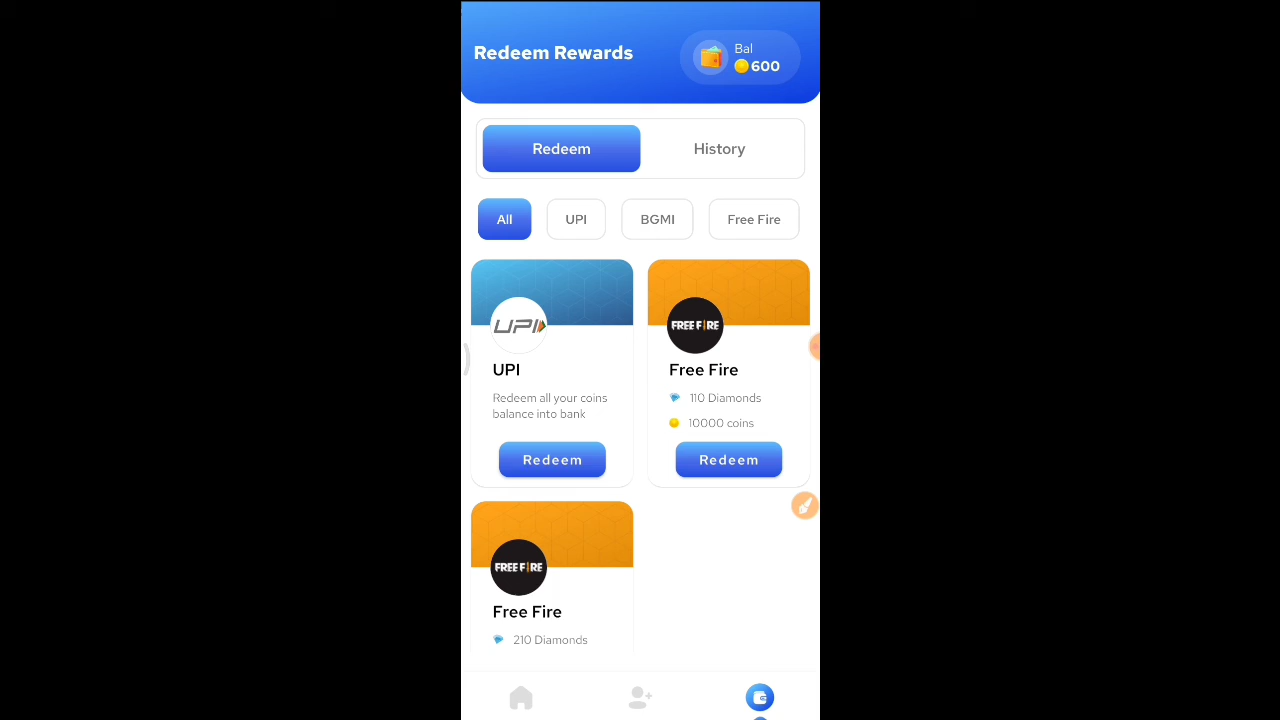 Redeem Rewards
Bal
600
Redeem
History
All
UPI
BGMI
Free Fire
UPI
UPI
Redeem all your coins
balance into bank
Redeem
FREE FIRE
Free Fire
110 Diamonds
10000 coins
Redeem
FREE FIRE
Free Fire
210 Diamonds